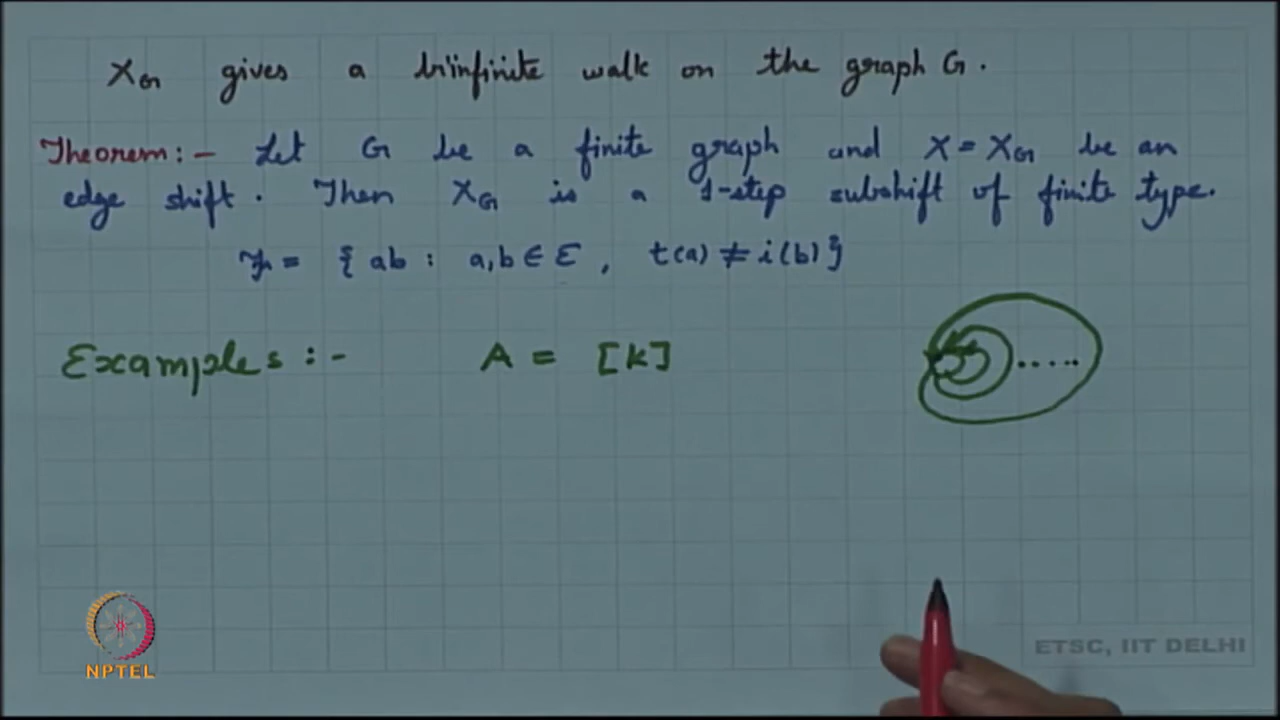 X_G gives a bi'infinite walk on the graph G.
Theorem:- Let G be a finite graph and X = X_G be an
edge shift. Then X_G is a 1-step subshift of finite type.
ℱ = { ab : a,b ∈ ℰ, t(a) ≠ i(b) }
Examples :- A = [k] .....
NPTEL
ETSC, IIT DELHI